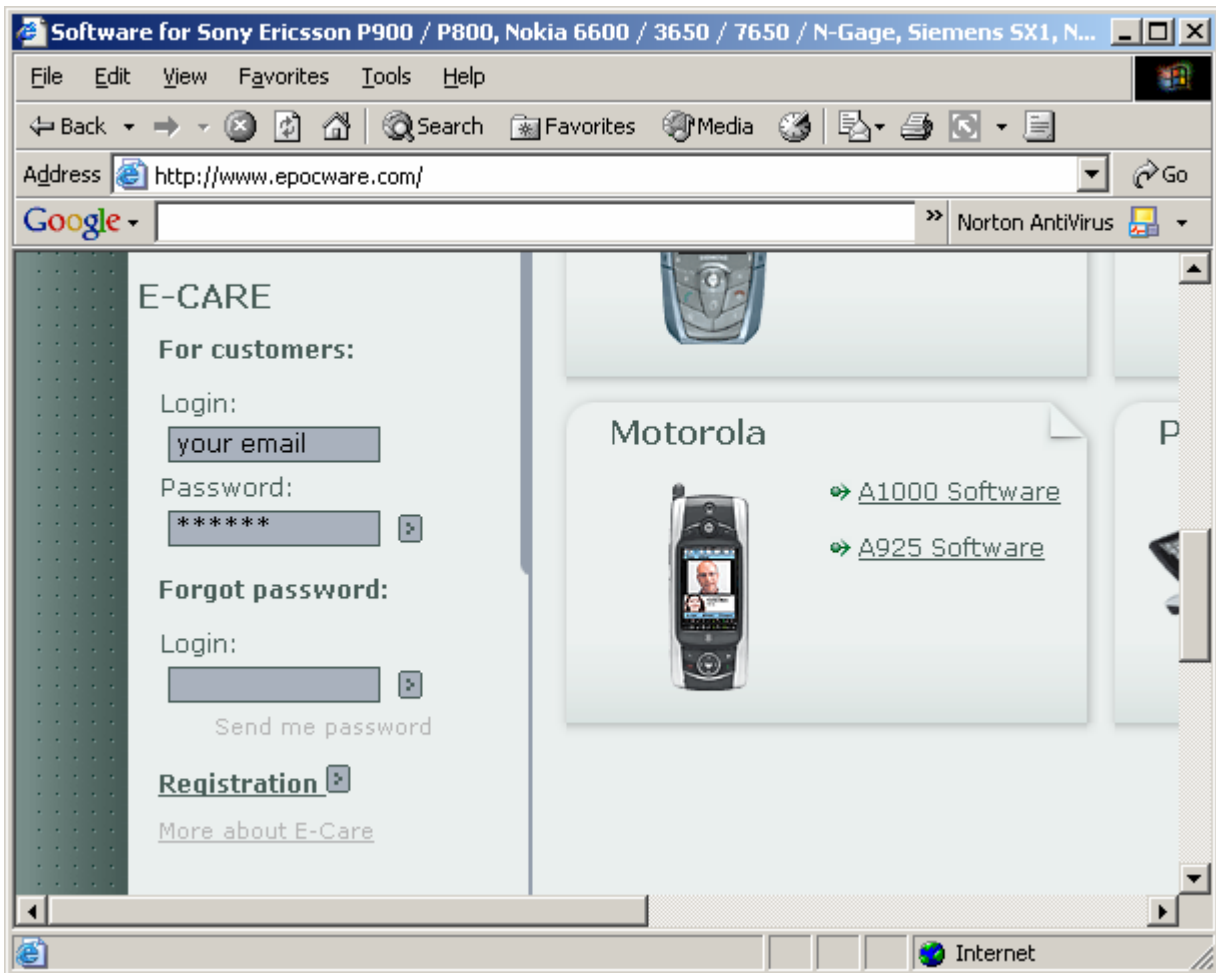 Software for Sony Ericsson P900 / P800, Nokia 6600 / 3650 / 7650 / N-Gage, Siemens SX1, N...
File Edit View Favorites Tools Help
Back Search Favorites Media
Address http://www.epocware.com/ Go
Google » Norton AntiVirus
E-CARE
For customers:
Login:
your email
Password:
******
Forgot password:
Login:
Send me password
Registration
More about E-Care
Motorola
A1000 Software
A925 Software
P
Internet